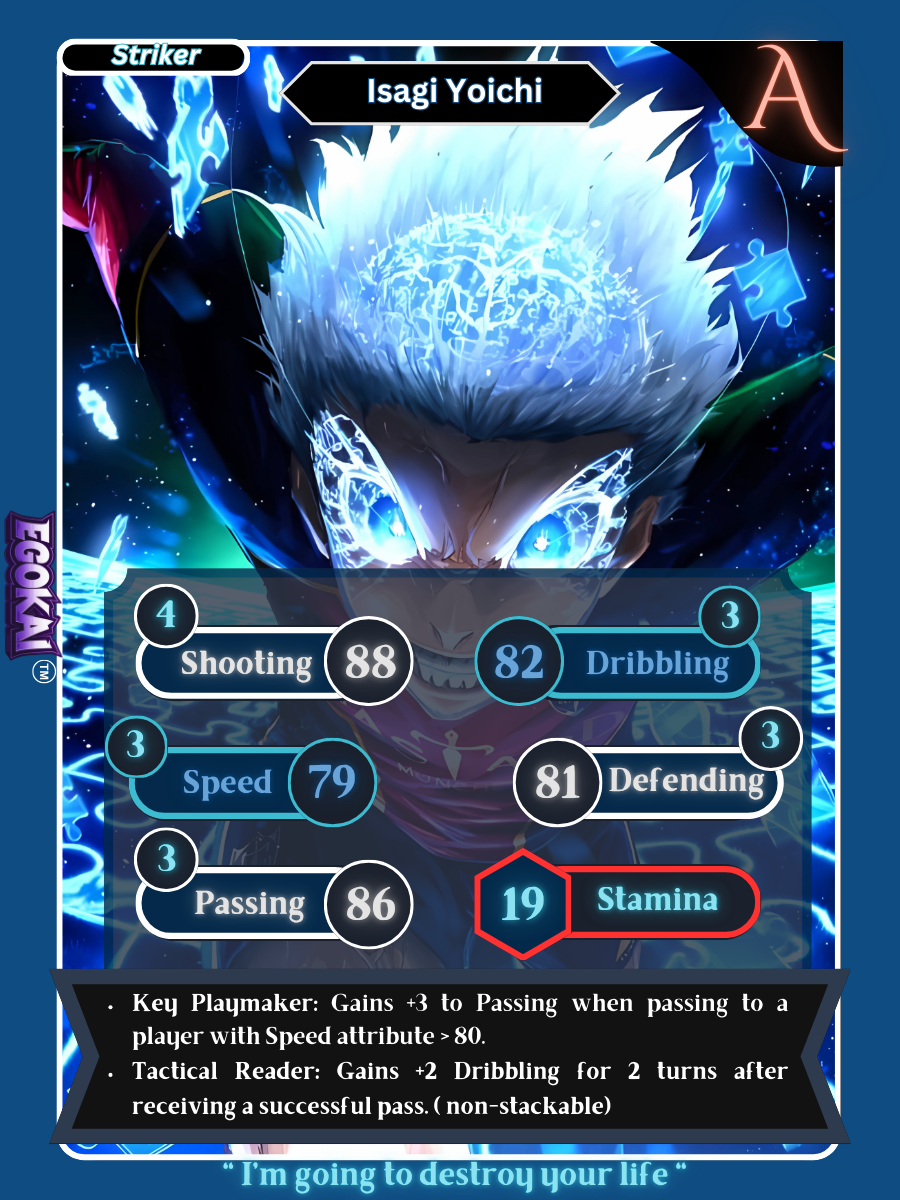 Striker
Isagi Yoichi
A
4
Shooting 88
3
82 Dribbling
3
Speed 79
3
81 Defending
3
Passing 86
19 Stamina
EGOKAI
TM
• Key Playmaker: Gains +3 to Passing when passing to a
player with Speed attribute > 80.
• Tactical Reader: Gains +2 Dribbling for 2 turns after
receiving a successful pass. ( non-stackable)
“ I'm going to destroy your life “